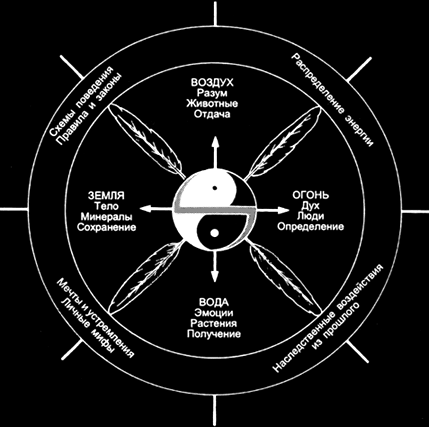 Схемы поведения
Правила и законы
Распределение энергии
ВОЗДУХ
Разум
Животные
Отдача
ЗЕМЛЯ
Тело
Минералы
Сохранение
ОГОНЬ
Дух
Люди
Определение
ВОДА
Эмоции
Растения
Получение
Мечты и устремления
Личные мифы
Наследственные воздействия
из прошлого